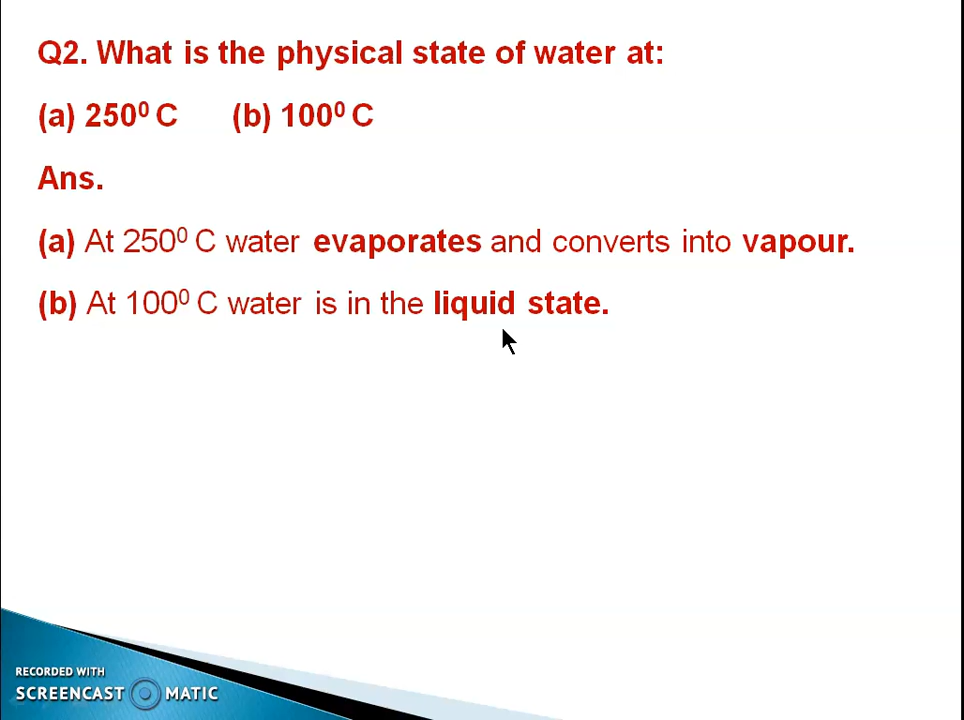 Q2. What is the physical state of water at:
(a) 250⁰ C (b) 100⁰ C
Ans.
(a) At 250⁰ C water evaporates and converts into vapour.
(b) At 100⁰ C water is in the liquid state.
RECORDED WITH
SCREENCAST MATIC